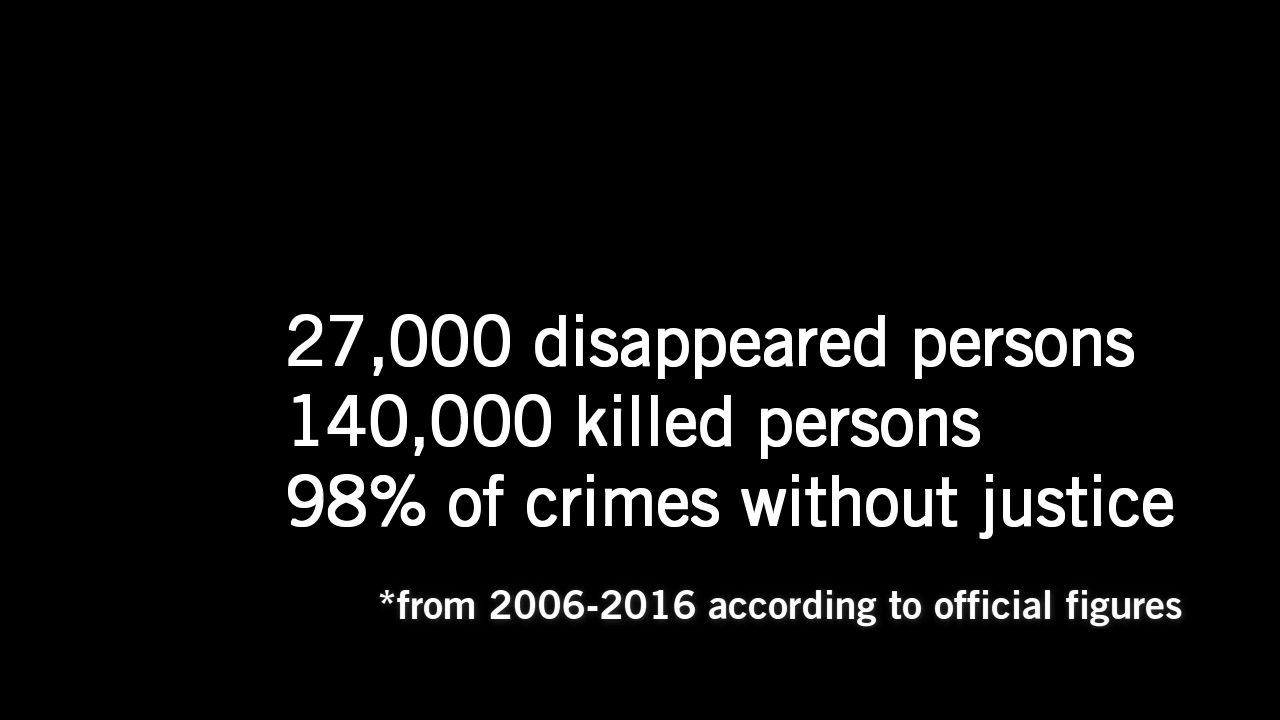 27,000 disappeared persons
140,000 killed persons
98% of crimes without justice
*from 2006-2016 according to official figures